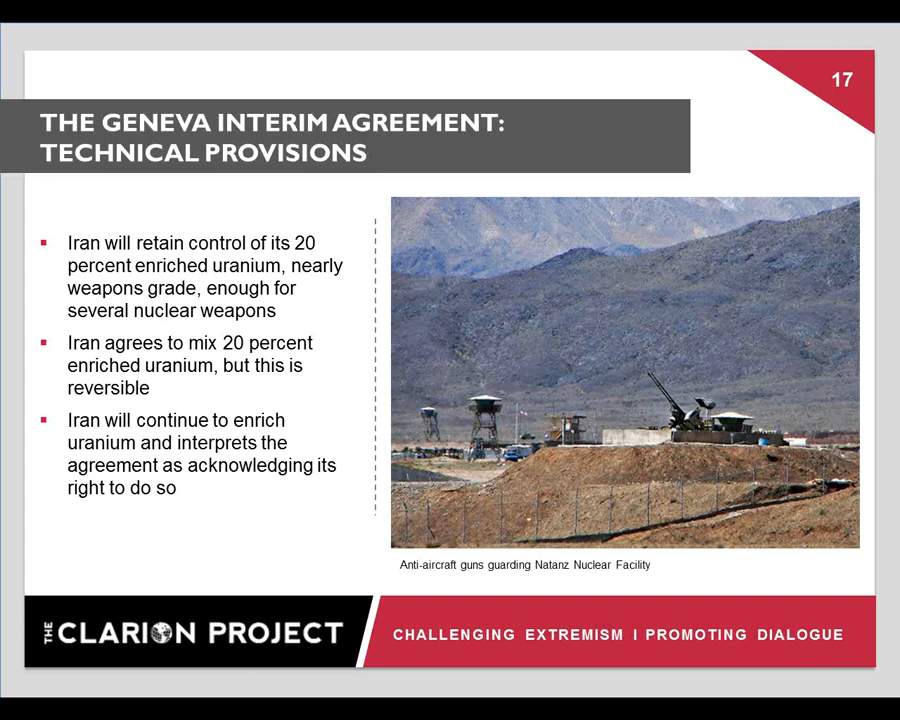 17
THE GENEVA INTERIM AGREEMENT:
TECHNICAL PROVISIONS
Iran will retain control of its 20
percent enriched uranium, nearly
weapons grade, enough for
several nuclear weapons
Iran agrees to mix 20 percent
enriched uranium, but this is
reversible
Iran will continue to enrich
uranium and interprets the
agreement as acknowledging its
right to do so
Anti-aircraft guns guarding Natanz Nuclear Facility
THE CLARION PROJECT
CHALLENGING EXTREMISM I PROMOTING DIALOGUE